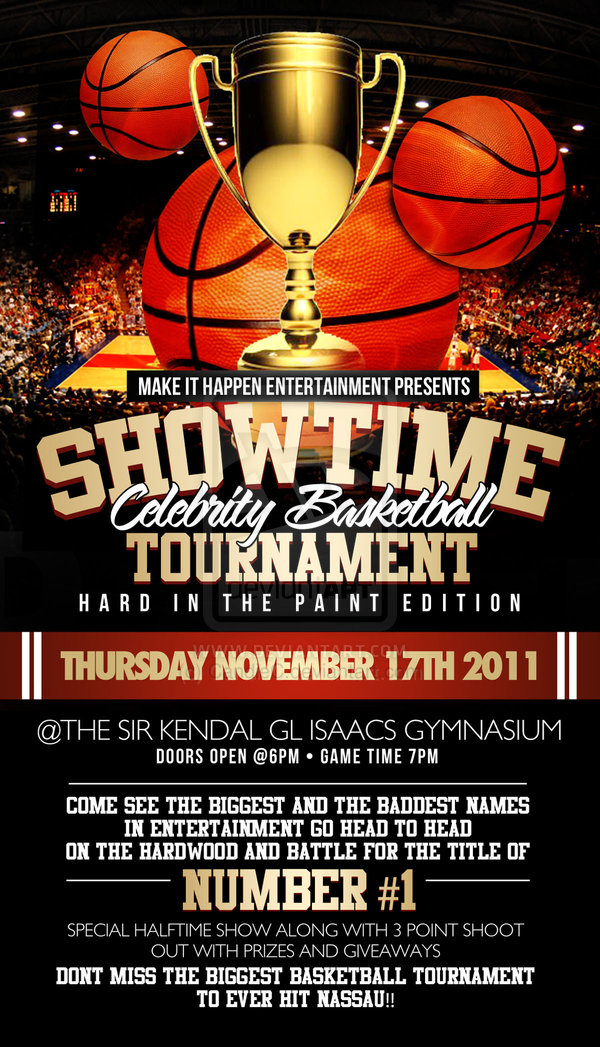 MAKE IT HAPPEN ENTERTAINMENT PRESENTS
SHOWTIME
Celebrity Basketball
TOURNAMENT
deviantART
HARD IN THE PAINT EDITION
WWW.DEVIANTART.COM
THURSDAY NOVEMBER 17TH 2011
@THE SIR KENDAL GL ISAACS GYMNASIUM
DOORS OPEN @6PM • GAME TIME 7PM
COME SEE THE BIGGEST AND THE BADDEST NAMES
IN ENTERTAINMENT GO HEAD TO HEAD
ON THE HARDWOOD AND BATTLE FOR THE TITLE OF
NUMBER #1
SPECIAL HALFTIME SHOW ALONG WITH 3 POINT SHOOT
OUT WITH PRIZES AND GIVEAWAYS
DONT MISS THE BIGGEST BASKETBALL TOURNAMENT
TO EVER HIT NASSAU!!